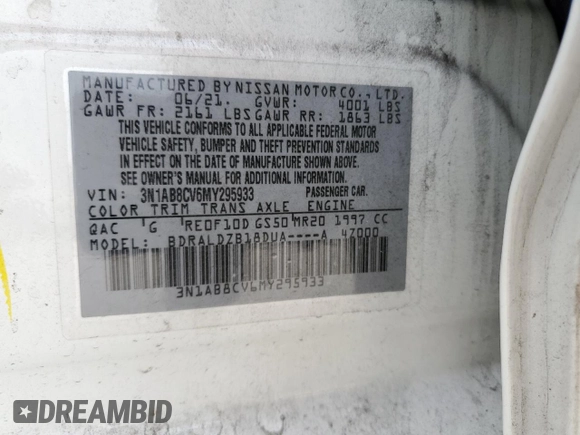 MANUFACTURED BY NISSAN MOTOR CO., LTD.
DATE: 06/21. GVWR: 4001 LBS
GAWR FR: 2161 LBS GAWR RR: 1863 LBS
THIS VEHICLE CONFORMS TO ALL APPLICABLE FEDERAL MOTOR
VEHICLE SAFETY, BUMPER AND THEFT PREVENTION STANDARDS
IN EFFECT ON THE DATE OF MANUFACTURE SHOWN ABOVE.
SEE OWNER'S MANUAL FOR ADDITIONAL INFORMATION.
VIN: 3N1AB8CV6MY295933 PASSENGER CAR.
COLOR TRIM TRANS AXLE ENGINE
QAC G RE0F10D GS50 MR20 1997 CC
MODEL: BDRALDZB18DUA----A 47000
3N1AB8CV6MY295933
DREAMBID